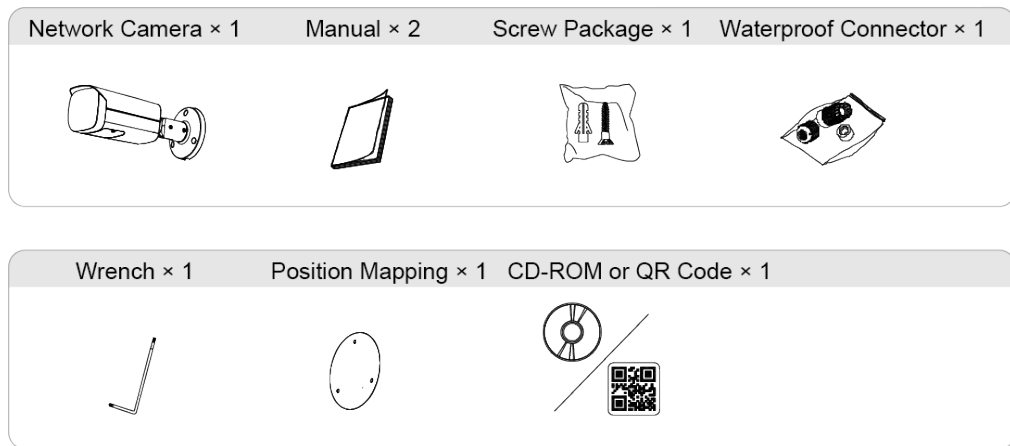 Network Camera × 1 Manual × 2 Screw Package × 1 Waterproof Connector × 1
Wrench × 1 Position Mapping × 1 CD-ROM or QR Code × 1